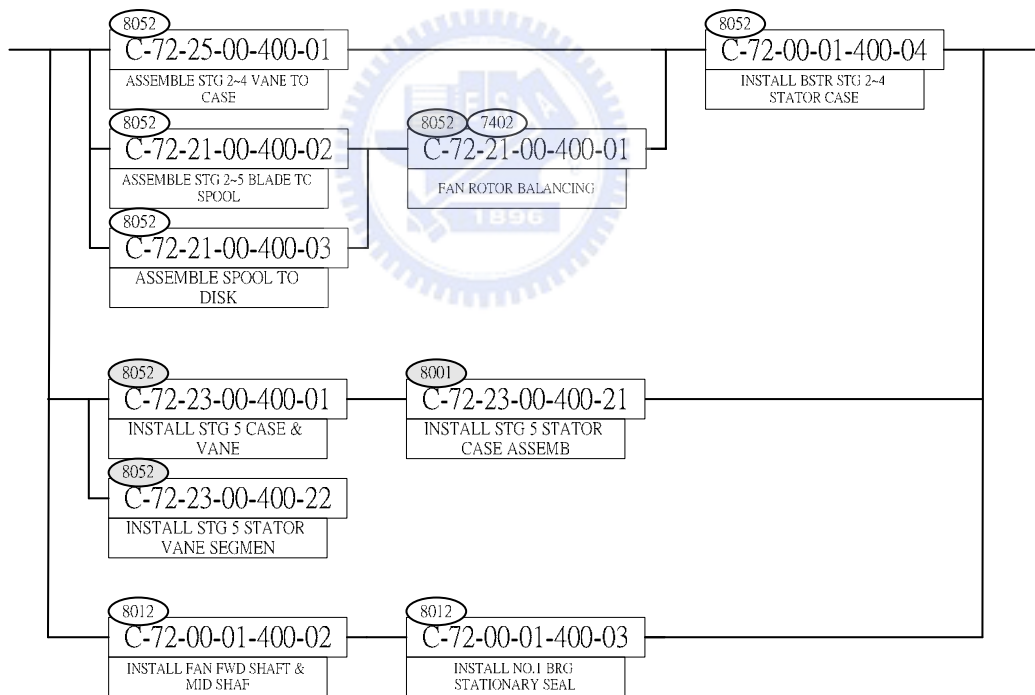 8052
C-72-25-00-400-01
ASSEMBLE STG 2~4 VANE TO
CASE
8052
C-72-00-01-400-04
INSTALL BSTR STG 2~4
STATOR CASE
8052
C-72-21-00-400-02
ASSEMBLE STG 2~5 BLADE TO
SPOOL
8052 7402
C-72-21-00-400-01
FAN ROTOR BALANCING
1896
8052
C-72-21-00-400-03
ASSEMBLE SPOOL TO
DISK
8052
C-72-23-00-400-01
INSTALL STG 5 CASE &
VANE
8001
C-72-23-00-400-21
INSTALL STG 5 STATOR
CASE ASSEMB
8052
C-72-23-00-400-22
INSTALL STG 5 STATOR
VANE SEGMEN
8012
C-72-00-01-400-02
INSTALL FAN FWD SHAFT &
MID SHAF
8012
C-72-00-01-400-03
INSTALL NO.1 BRG
STATIONARY SEAL